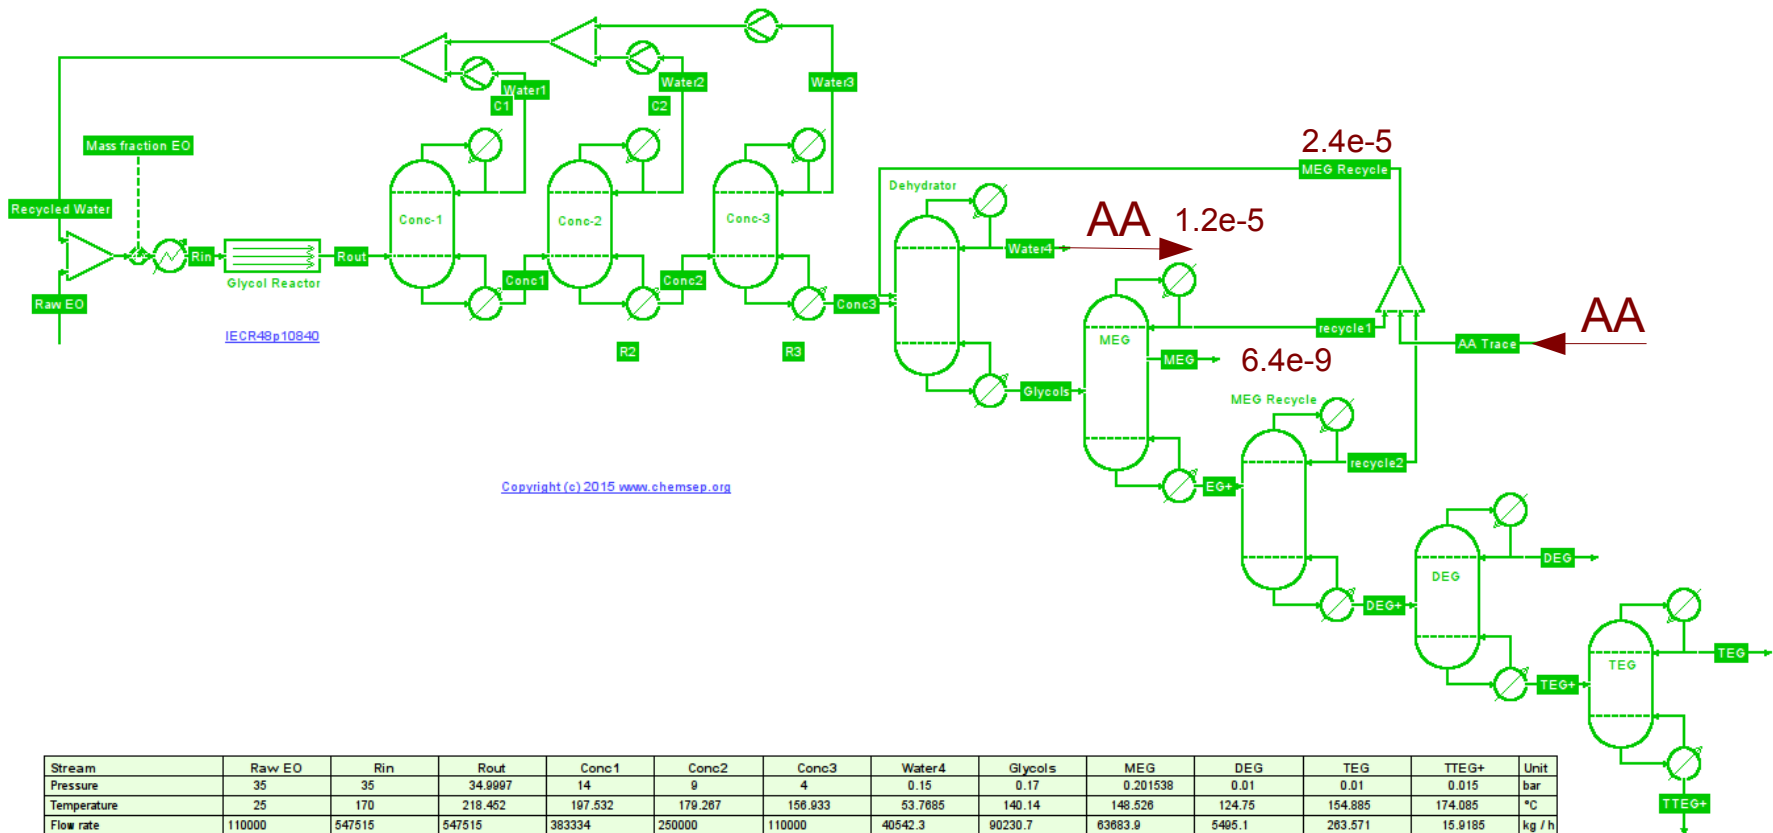 Water1
C1
Water2
C2
Water3
Mass fraction EO
2.4e-5
MEG Recycle
Dehydrator
Recycled Water
Conc-1
Conc-2
Conc-3
AA
1.2e-5
Water4
Rin
Rout
Glycol Reactor
Conc1
Conc2
Conc3
Raw EO
IECR48p10840
R2
R3
recycle1
AA
AA Trace
MEG
MEG
6.4e-9
Glycols
MEG Recycle
recycle2
Copyright (c) 2015 www.chemsep.org
EG+
DEG
DEG
DEG+
TEG
TEG
TEG+
TTEG+
Stream Raw EO Rin Rout Conc1 Conc2 Conc3 Water4 Glycols MEG DEG TEG TTEG+ Unit
Pressure 35 35 34.9997 14 9 4 0.15 0.17 0.201538 0.01 0.01 0.015 bar
Temperature 25 170 218.452 197.532 179.267 156.933 53.7685 140.14 148.526 124.75 154.885 174.085 °C
Flow rate 110000 547515 547515 383334 250000 110000 40542.3 90230.7 63683.9 5495.1 263.571 15.9185 kg / h